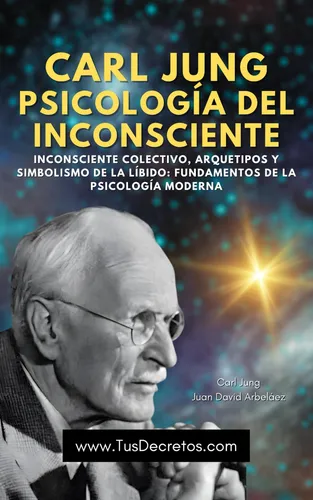 CARL JUNG
PSICOLOGÍA DEL
INCONSCIENTE
INCONSCIENTE COLECTIVO, ARQUETIPOS Y
SIMBOLISMO DE LA LÍBIDO: FUNDAMENTOS DE LA
PSICOLOGÍA MODERNA
Carl Jung
Juan David Arbeláez
www.TusDecretos.com